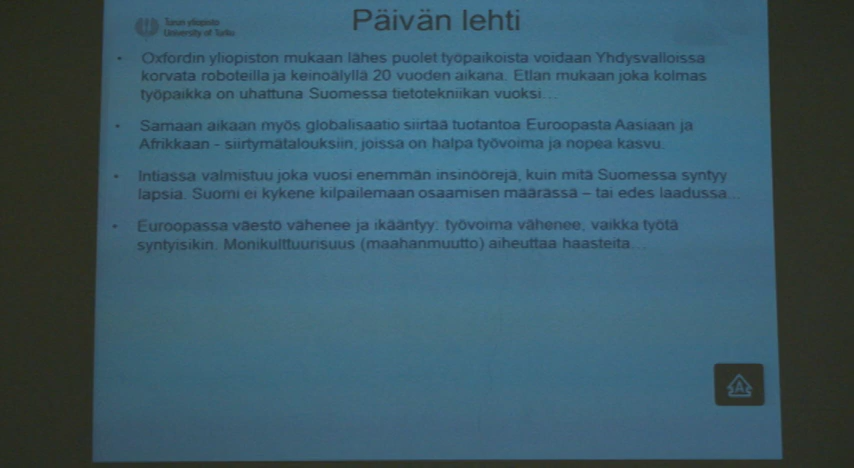 Turun yliopisto
University of Turku
Päivän lehti
• Oxfordin yliopiston mukaan lähes puolet työpaikoista voidaan Yhdysvalloissa
korvata roboteilla ja keinoälyllä 20 vuoden aikana. Etlan mukaan joka kolmas
työpaikka on uhattuna Suomessa tietotekniikan vuoksi…
• Samaan aikaan myös globalisaatio siirtää tuotantoa Euroopasta Aasiaan ja
Afrikkaan - siirtymätalouksiin, joissa on halpa työvoima ja nopea kasvu.
• Intiassa valmistuu joka vuosi enemmän insinöörejä, kuin mitä Suomessa syntyy
lapsia. Suomi ei kykene kilpailemaan osaamisen määrässä – tai edes laadussa…
• Euroopassa väestö vähenee ja ikääntyy: työvoima vähenee, vaikka työtä
syntyisikin. Monikulttuurisuus (maahanmuutto) aiheuttaa haasteita…
A